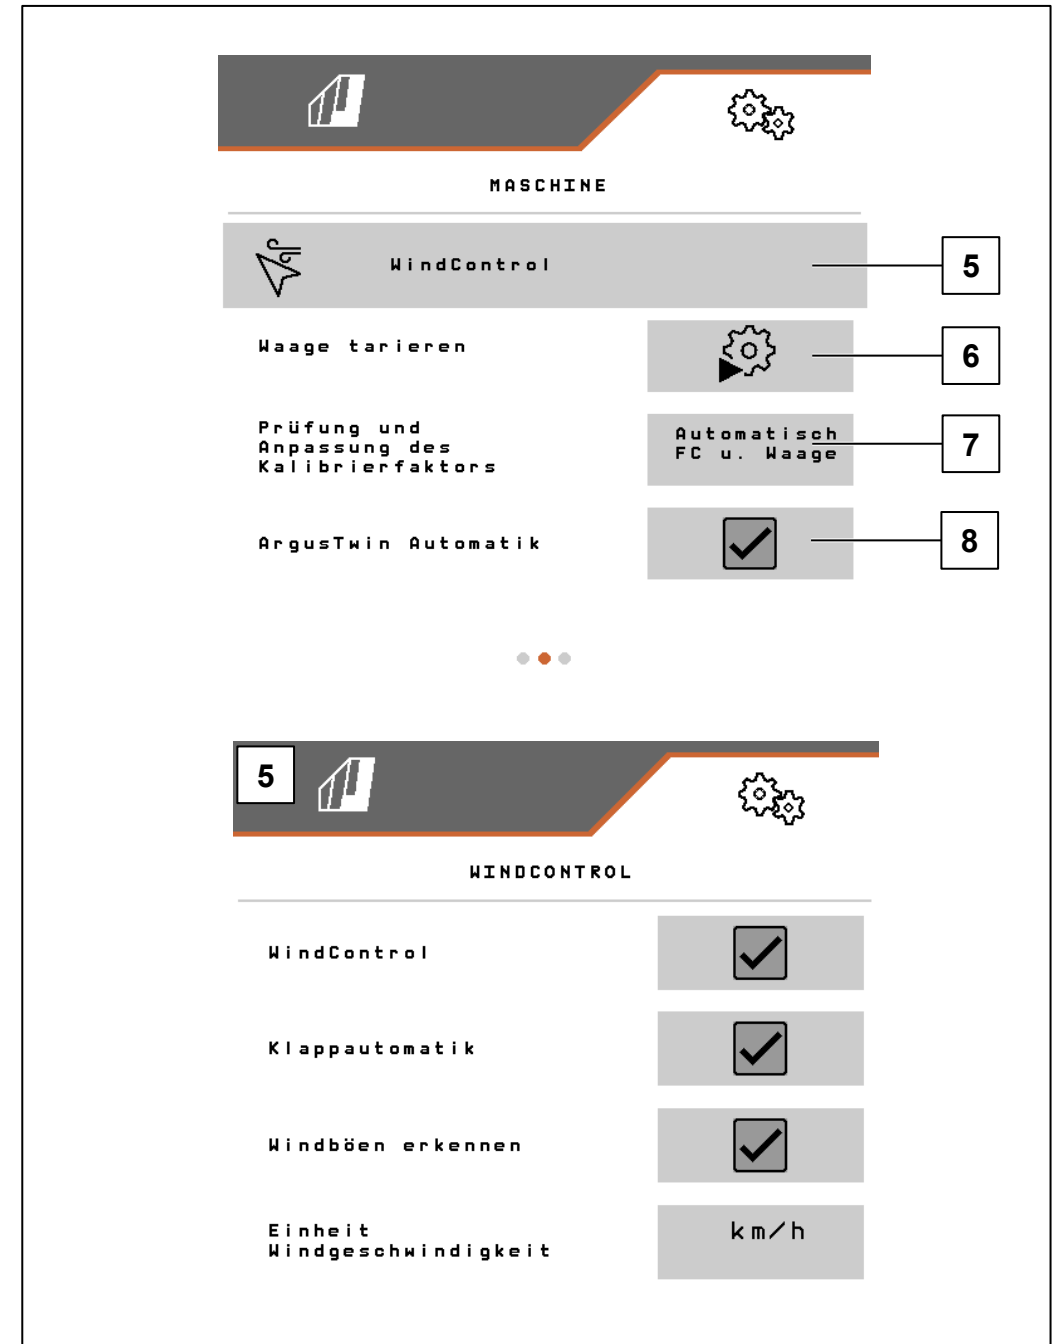 MASCHINE
WindControl
5
Waage tarieren
6
Prüfung und
Anpassung des
Kalibrierfaktors
Automatisch
FC u. Waage
7
ArgusTwin Automatik
8
5
WINDCONTROL
WindControl
Klappautomatik
Windböen erkennen
Einheit
Windgeschwindigkeit
km/h